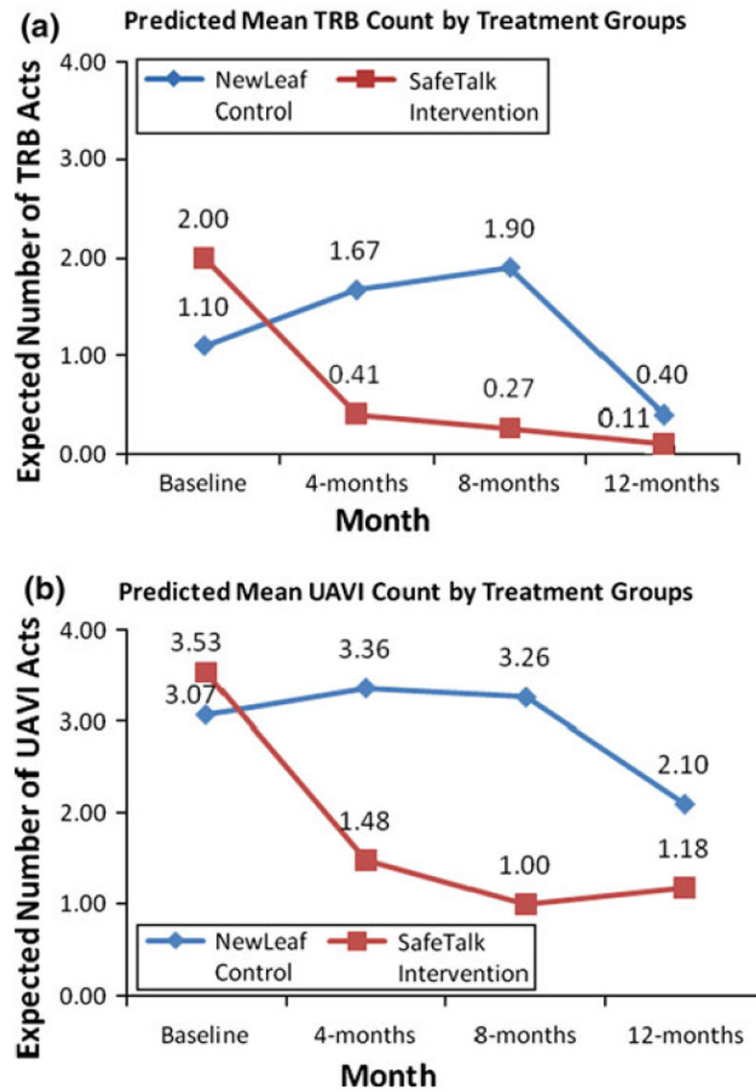 (a) Predicted Mean TRB Count by Treatment Groups
Expected Number of TRB Acts
4.00
3.00
2.00
1.00
0.00
NewLeaf Control
SafeTalk Intervention
2.00
1.10
1.67
1.90
0.41
0.27
0.40
0.11
Baseline 4-months 8-months 12-months
Month
(b) Predicted Mean UAVI Count by Treatment Groups
Expected Number of UAVI Acts
4.00
3.00
2.00
1.00
0.00
3.53
3.07
3.36
3.26
2.10
1.48
1.00
1.18
NewLeaf Control
SafeTalk Intervention
Baseline 4-months 8-months 12-months
Month